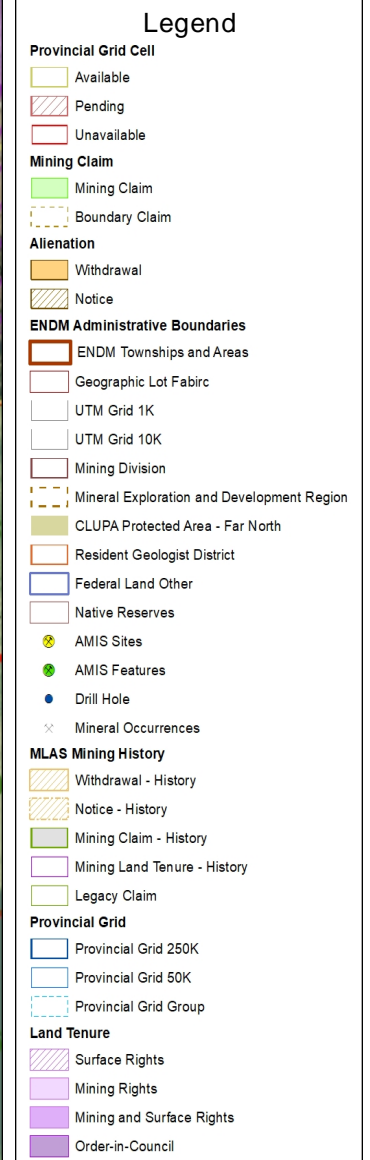 Legend
Provincial Grid Cell
Available
Pending
Unavailable
Mining Claim
Mining Claim
Boundary Claim
Alienation
Withdrawal
Notice
ENDM Administrative Boundaries
ENDM Townships and Areas
Geographic Lot Fabirc
UTM Grid 1K
UTM Grid 10K
Mining Division
Mineral Exploration and Development Region
CLUPA Protected Area - Far North
Resident Geologist District
Federal Land Other
Native Reserves
AMIS Sites
AMIS Features
Drill Hole
Mineral Occurrences
MLAS Mining History
Withdrawal - History
Notice - History
Mining Claim - History
Mining Land Tenure - History
Legacy Claim
Provincial Grid
Provincial Grid 250K
Provincial Grid 50K
Provincial Grid Group
Land Tenure
Surface Rights
Mining Rights
Mining and Surface Rights
Order-in-Council